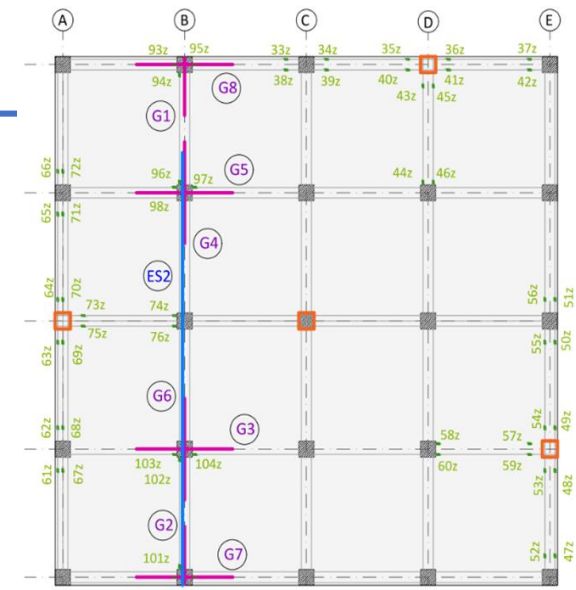 A B C D E
93z 95z 33z 34z 35z 36z 37z
94z G8 38z 39z 40z 41z 42z
43z 45z
G1
66z 72z 96z 97z G5 44z 46z
65z 71z 98z
G4
64z 70z ES2 56z 51z
73z 74z
75z 76z
63z 69z 55z 50z
G6
62z 68z G3 58z 57z 54z 49z
103z 104z 60z 59z
61z 67z 102z 53z 48z
G2
101z G7 52z 47z